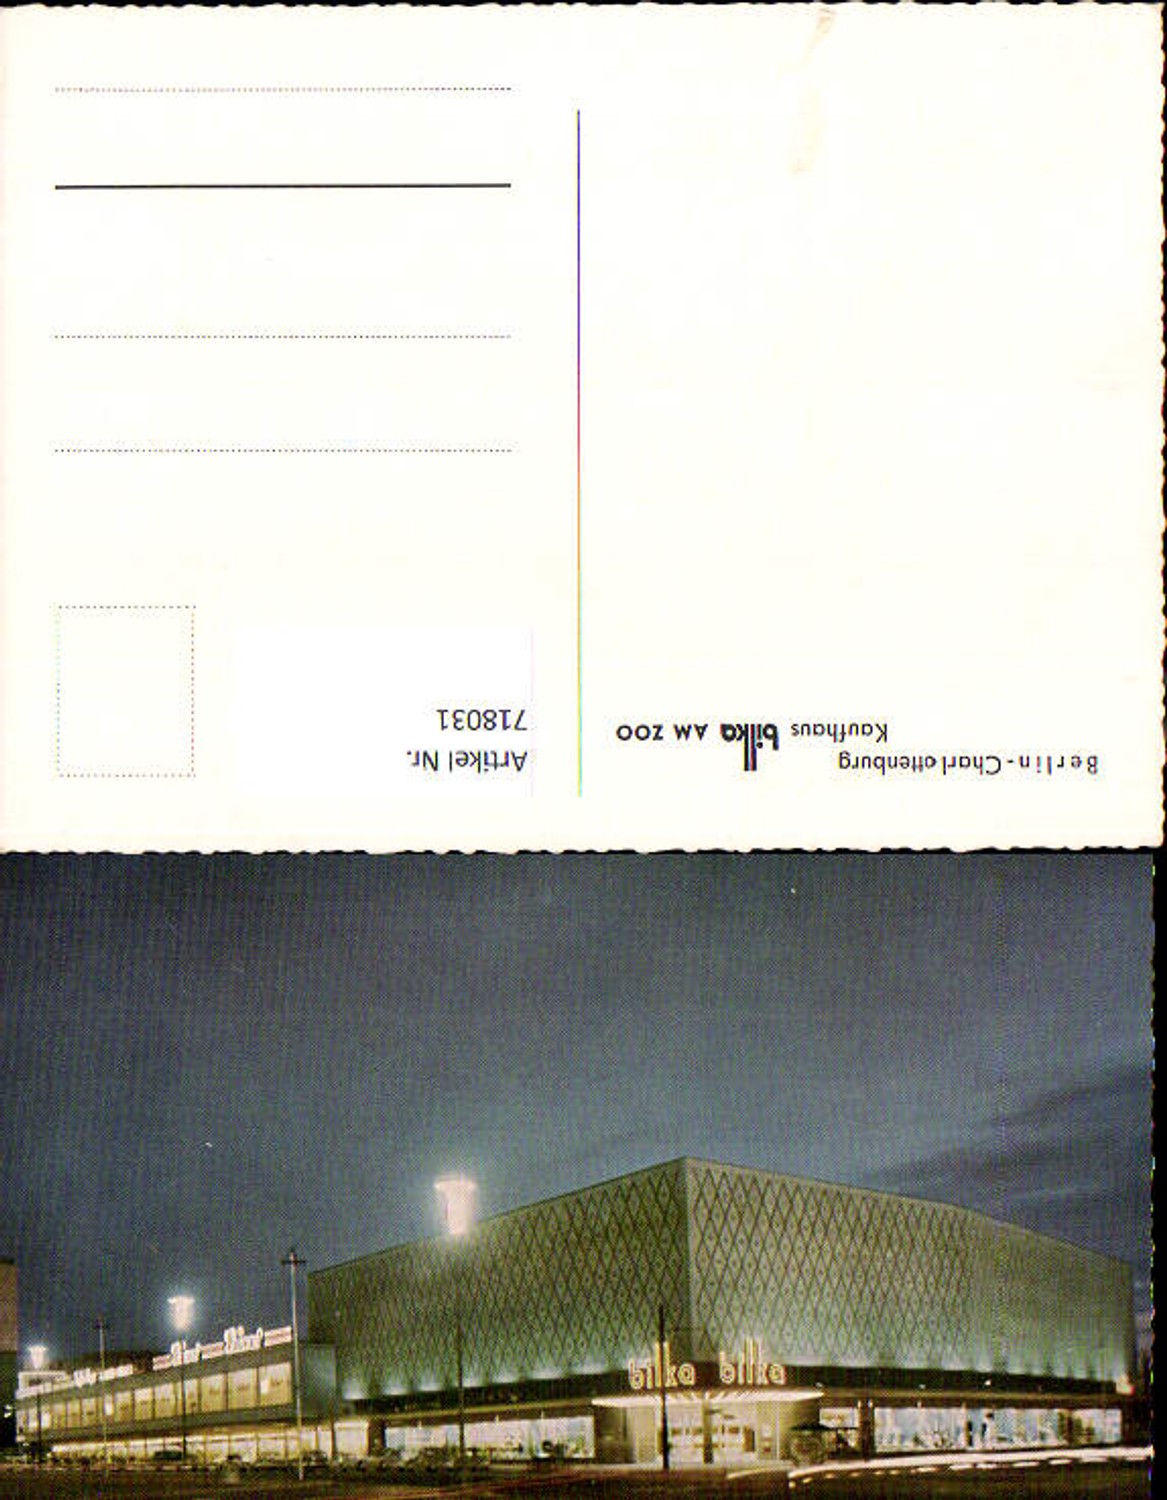 Berlin-Charlottenburg
Kaufhaus bilka AM ZOO
Artikel Nr.
718031
bilka bilka